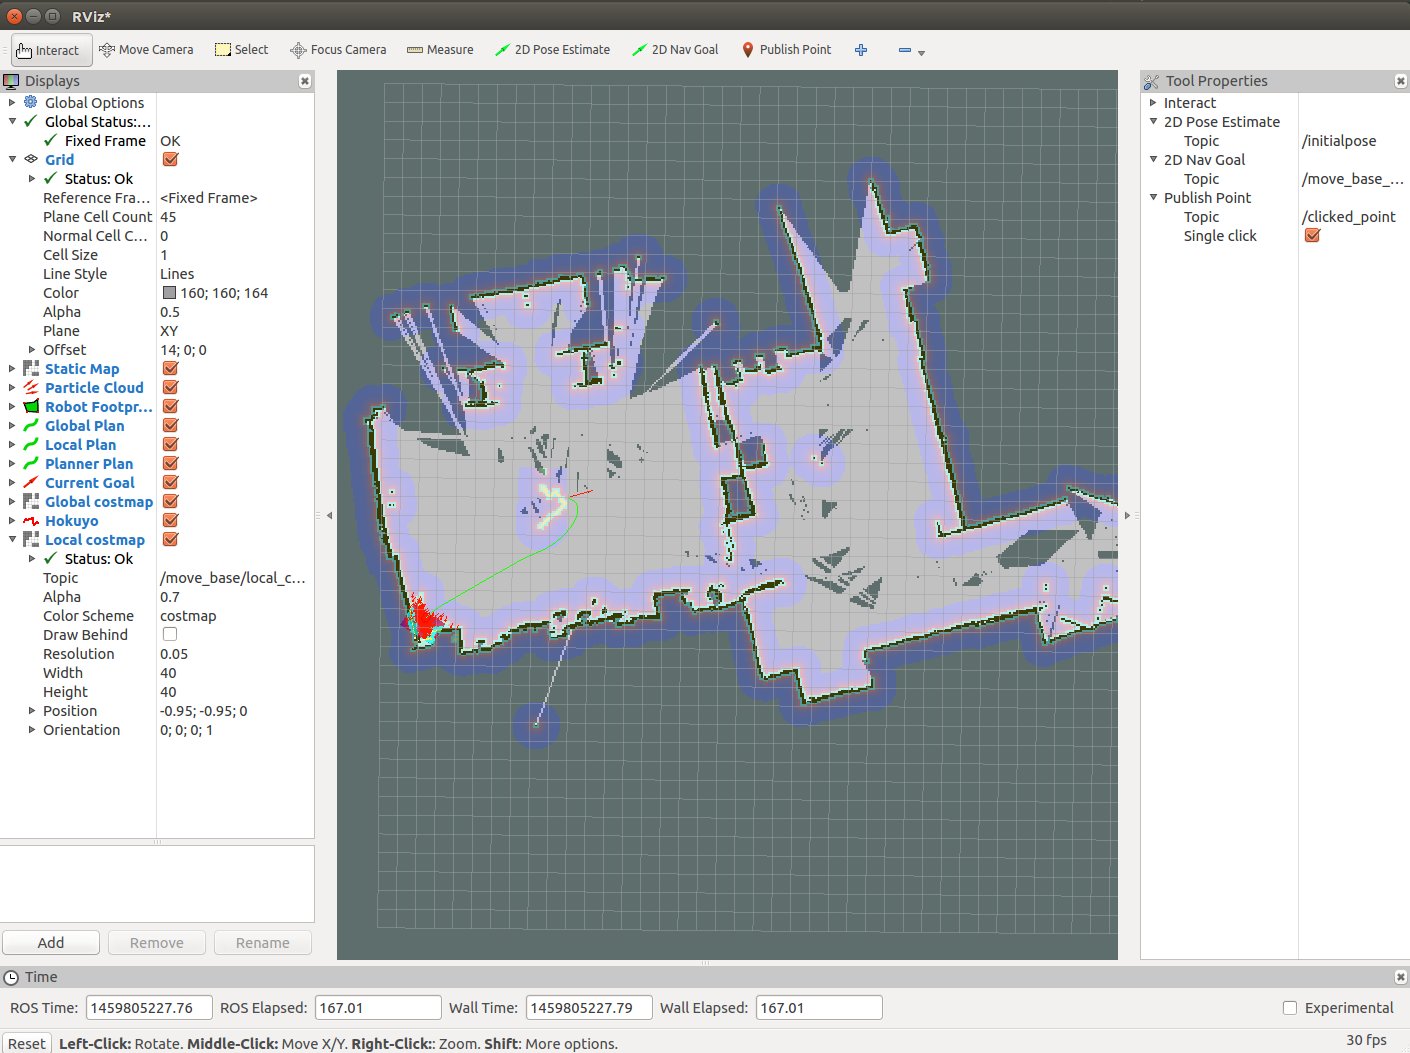 RViz*
Interact Move Camera Select Focus Camera Measure 2D Pose Estimate 2D Nav Goal Publish Point
Displays
Global Options
Global Status:...
Fixed Frame OK
Grid
Status: Ok
Reference Fra... <Fixed Frame>
Plane Cell Count 45
Normal Cell C... 0
Cell Size 1
Line Style Lines
Color 160; 160; 164
Alpha 0.5
Plane XY
Offset 14; 0; 0
Static Map
Particle Cloud
Robot Footpr...
Global Plan
Local Plan
Planner Plan
Current Goal
Global costmap
Hokuyo
Local costmap
Status: Ok
Topic /move_base/local_c...
Alpha 0.7
Color Scheme costmap
Draw Behind
Resolution 0.05
Width 40
Height 40
Position -0.95; -0.95; 0
Orientation 0; 0; 0; 1
Add Remove Rename
Tool Properties
Interact
2D Pose Estimate
Topic /initialpose
2D Nav Goal
Topic /move_base_...
Publish Point
Topic /clicked_point
Single click
Time
ROS Time: 1459805227.76 ROS Elapsed: 167.01 Wall Time: 1459805227.79 Wall Elapsed: 167.01 Experimental
Reset Left-Click: Rotate. Middle-Click: Move X/Y. Right-Click:: Zoom. Shift: More options. 30 fps